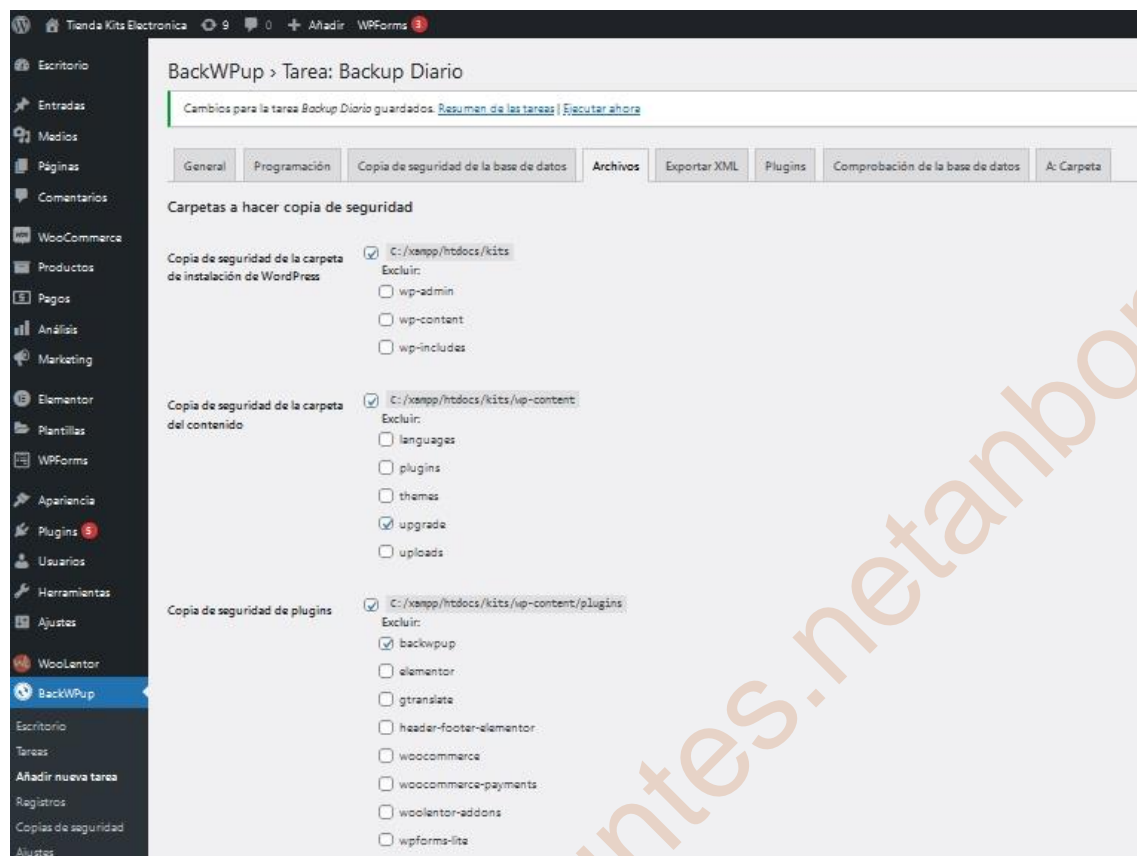 Tienda Kits Electronica 9 0 + Añadir WPForms 3
Escritorio
Entradas
Medios
Páginas
Comentarios
WooCommerce
Productos
Pagos
Análisis
Marketing
Elementor
Plantillas
WPForms
Apariencia
Plugins 5
Usuarios
Herramientas
Ajustes
WooLentor
BackWPup
Escritorio
Tareas
Añadir nueva tarea
Registros
Copias de seguridad
Ajustes
BackWPup › Tarea: Backup Diario
Cambios para la tarea Backup Diario guardados. Resumen de las tareas | Ejecutar ahora
General Programación Copia de seguridad de la base de datos Archivos Exportar XML Plugins Comprobación de la base de datos A: Carpeta
Carpetas a hacer copia de seguridad
Copia de seguridad de la carpeta
de instalación de WordPress
C:/xampp/htdocs/kits
Excluir:
wp-admin
wp-content
wp-includes
Copia de seguridad de la carpeta
del contenido
C:/xampp/htdocs/kits/wp-content
Excluir:
languages
plugins
themes
upgrade
uploads
Copia de seguridad de plugins
C:/xampp/htdocs/kits/wp-content/plugins
Excluir:
backwpup
elementor
gtranslate
header-footer-elementor
woocommerce
woocommerce-payments
woolentor-addons
wpforms-lite